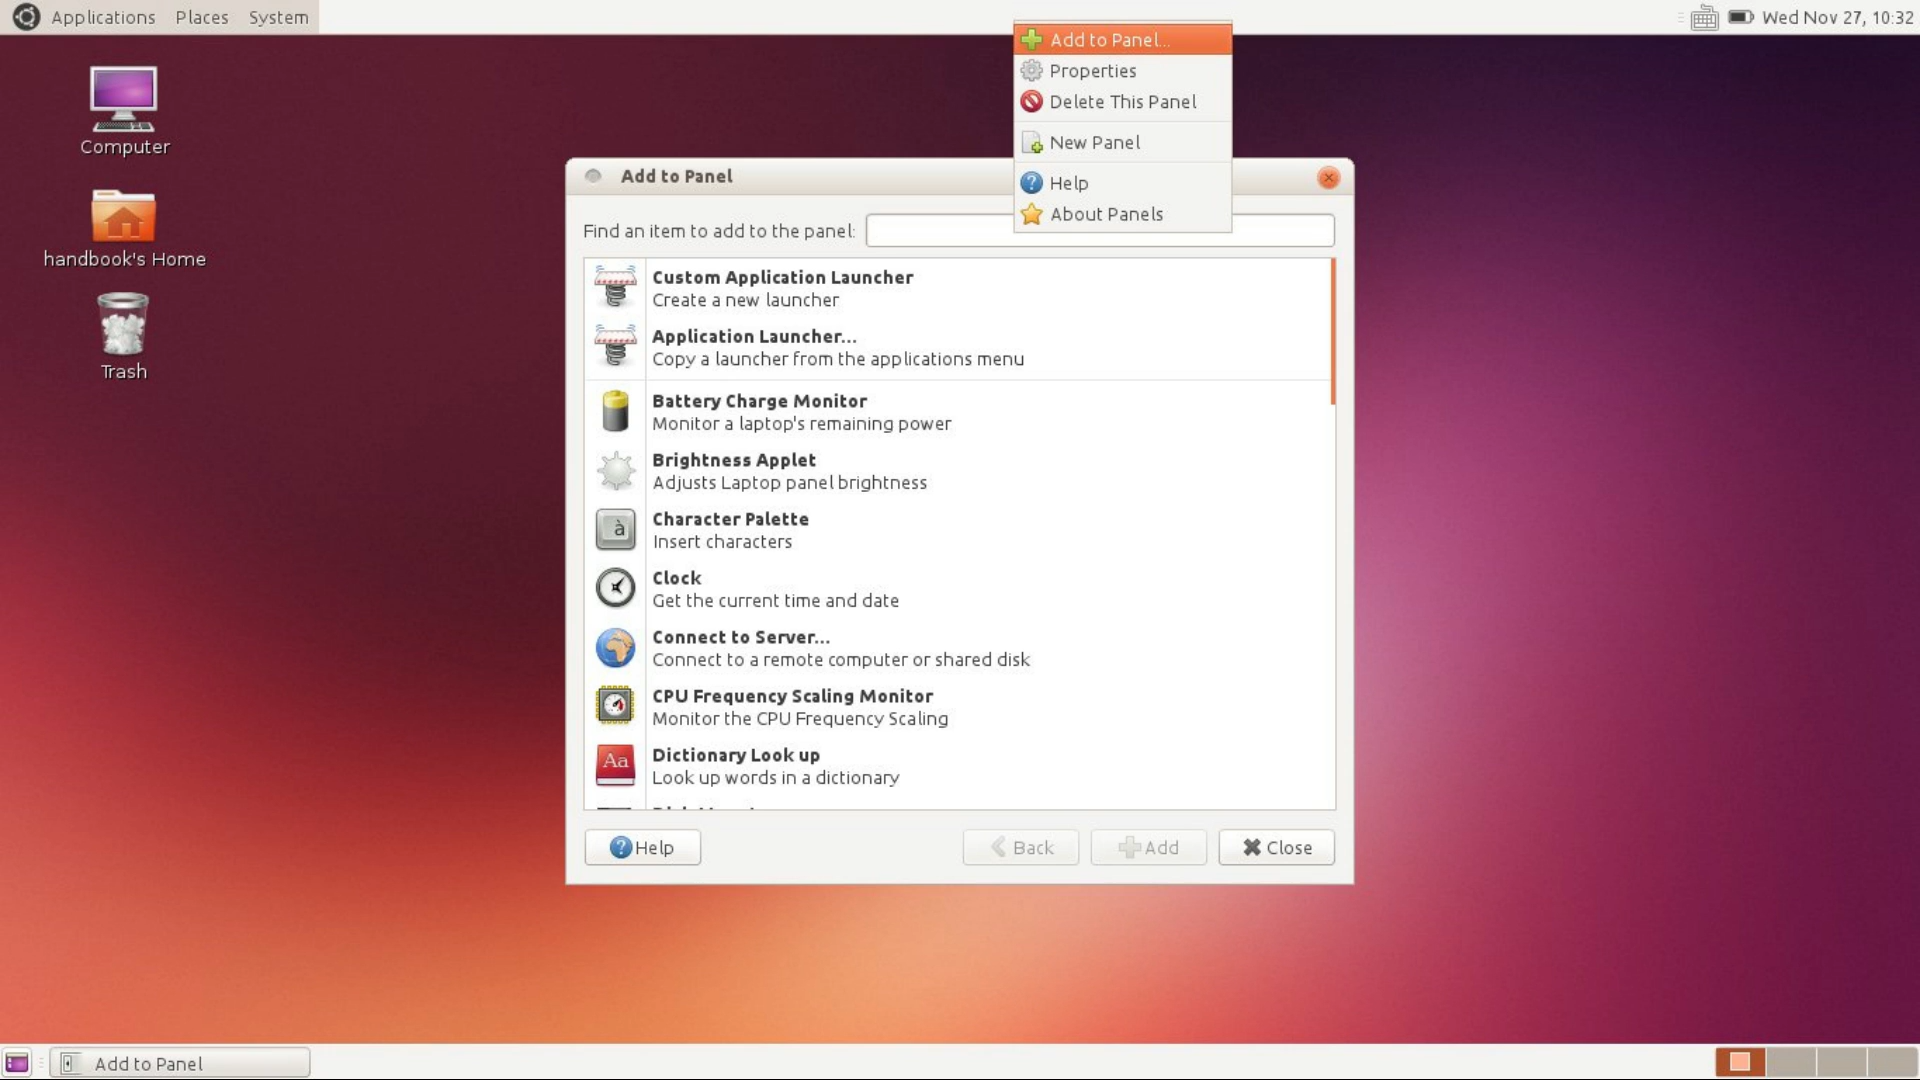 Applications Places System
Wed Nov 27, 10:32
Add to Panel...
Properties
Delete This Panel
New Panel
Help
About Panels
Computer
handbook's Home
Trash
Add to Panel
Find an item to add to the panel:
Custom Application Launcher
Create a new launcher
Application Launcher...
Copy a launcher from the applications menu
Battery Charge Monitor
Monitor a laptop's remaining power
Brightness Applet
Adjusts Laptop panel brightness
à
Character Palette
Insert characters
Clock
Get the current time and date
Connect to Server...
Connect to a remote computer or shared disk
CPU Frequency Scaling Monitor
Monitor the CPU Frequency Scaling
Aa
Dictionary Look up
Look up words in a dictionary
Help
Back
Add
Close
Add to Panel